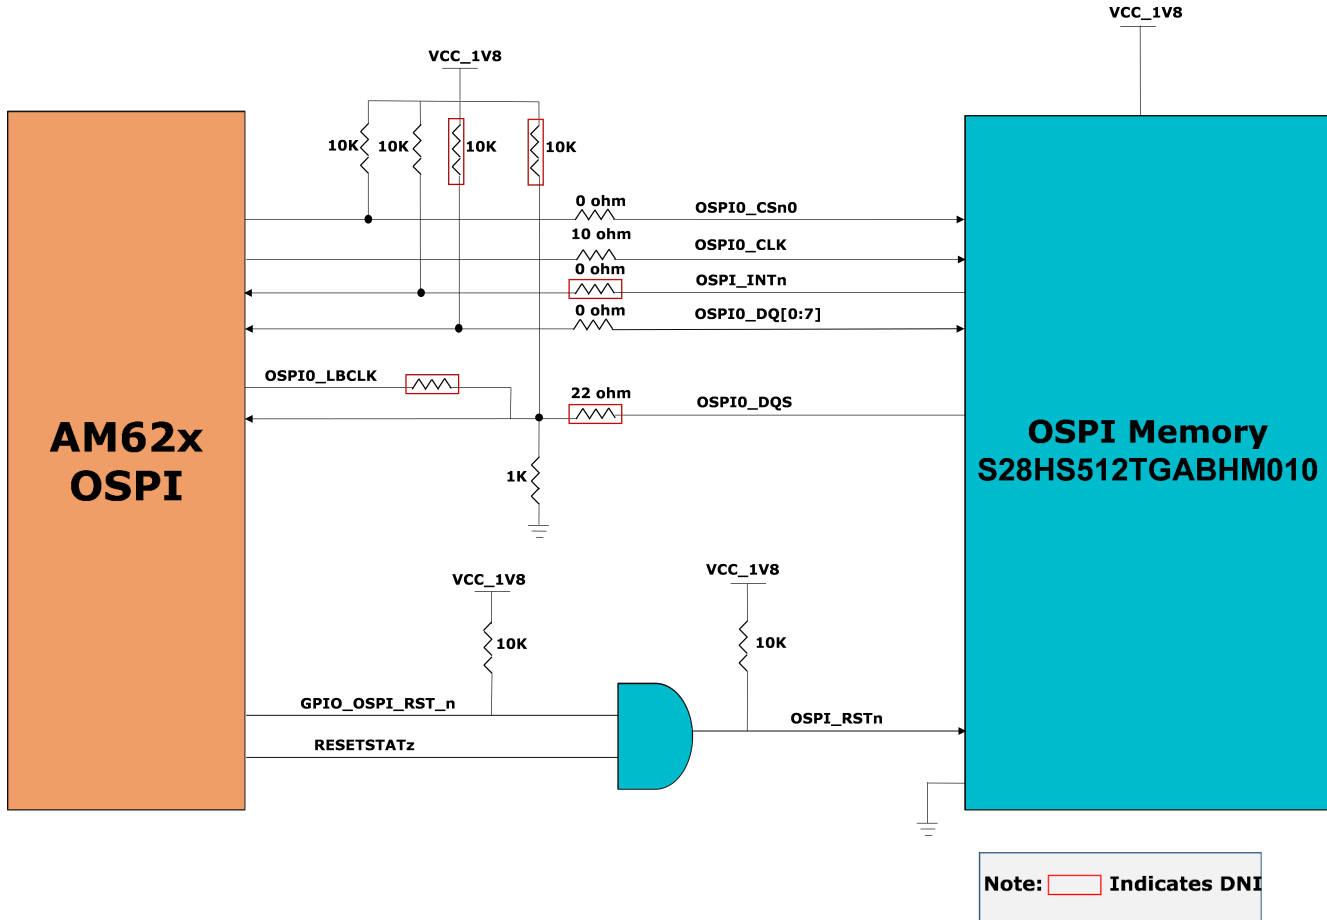 VCC_1V8
VCC_1V8
10K
10K
10K
10K
0 ohm
OSPI0_CSn0
10 ohm
OSPI0_CLK
0 ohm
OSPI_INTn
0 ohm
OSPI0_DQ[0:7]
OSPI0_LBCLK
22 ohm
OSPI0_DQS
AM62x
OSPI
OSPI Memory
S28HS512TGABHM010
1K
VCC_1V8
VCC_1V8
10K
10K
GPIO_OSPI_RST_n
OSPI_RSTn
RESETSTATz
Note: Indicates DNI